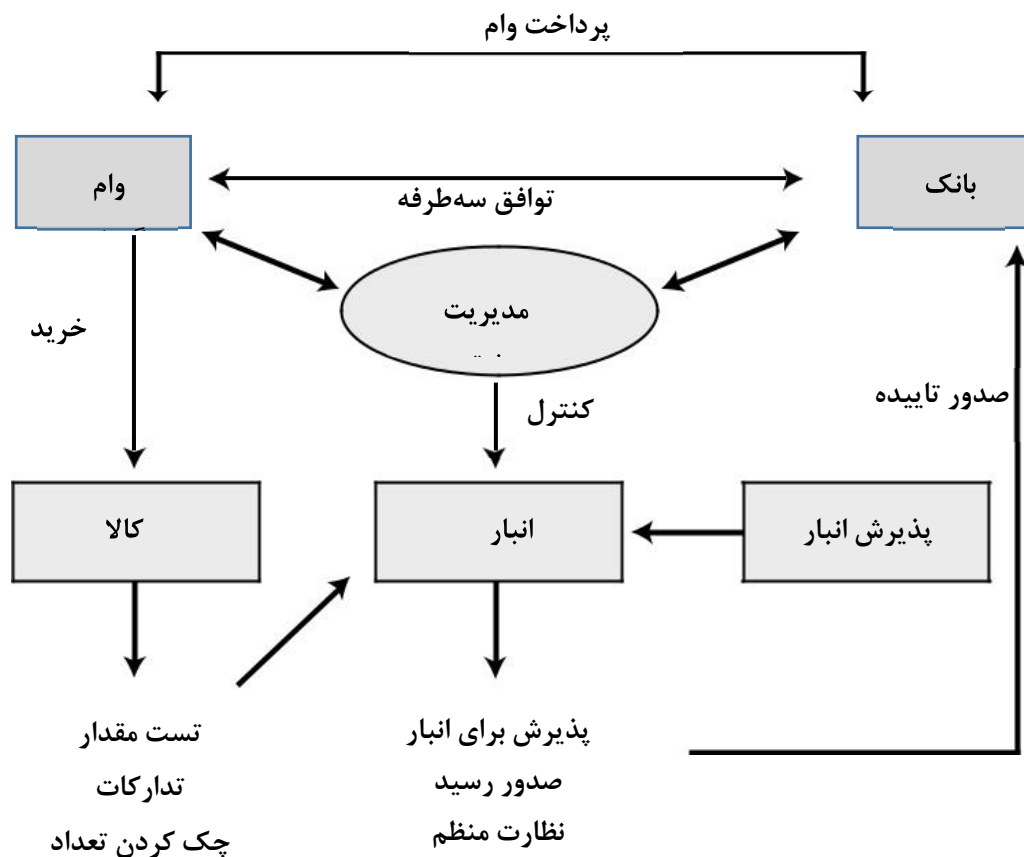 پرداخت وام
بانک
وام
توافق سه‌طرفه
مدیریت
خرید
کنترل
صدور تاییده
کالا
انبار
پذیرش انبار
تست مقدار
تدارکات
چک کردن تعداد
پذیرش برای انبار
صدور رسید
نظارت منظم